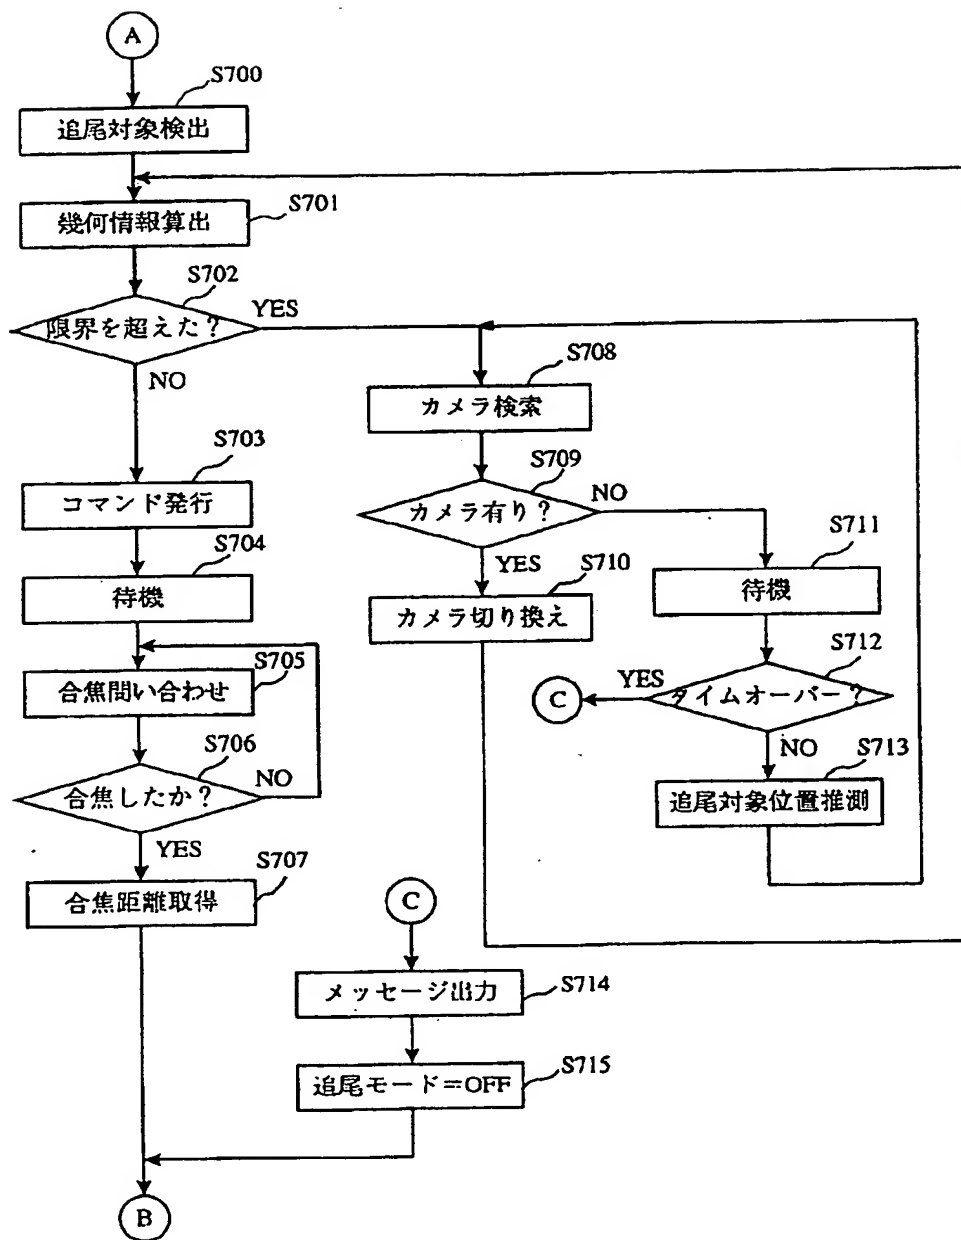 A
S700
追尾対象検出
S701
幾何情報算出
S702
限界を超えた?
YES
NO
S703
コマンド発行
S704
待機
S705
合焦問い合わせ
S706
合焦したか?
NO
YES
S707
合焦距離取得
S708
カメラ検索
S709
カメラ有り?
NO
YES
S710
カメラ切り換え
S711
待機
S712
タイムオーバー?
YES
C
NO
S713
追尾対象位置推測
C
メッセージ出力
S714
追尾モード=OFF
S715
B